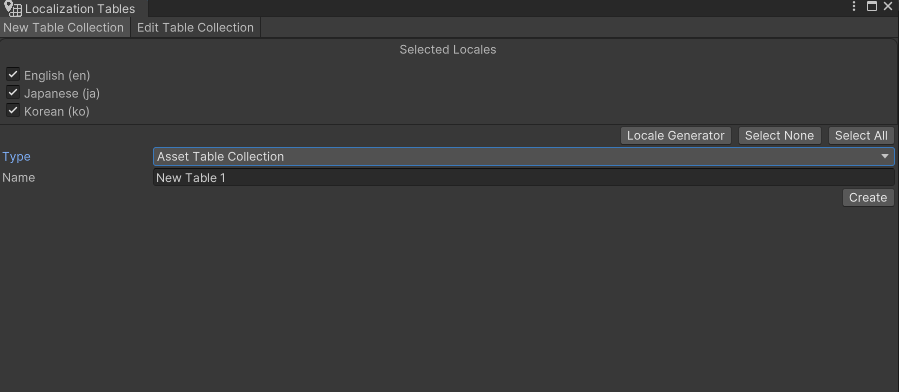 Localization Tables
New Table Collection Edit Table Collection
Selected Locales
English (en)
Japanese (ja)
Korean (ko)
Locale Generator Select None Select All
Type Asset Table Collection
Name New Table 1
Create